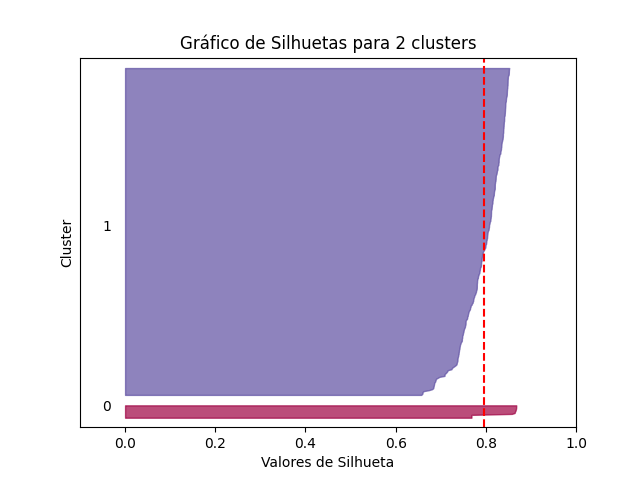 Gráfico de Silhuetas para 2 clusters
Cluster
1
0
0.0 0.2 0.4 0.6 0.8 1.0
Valores de Silhueta